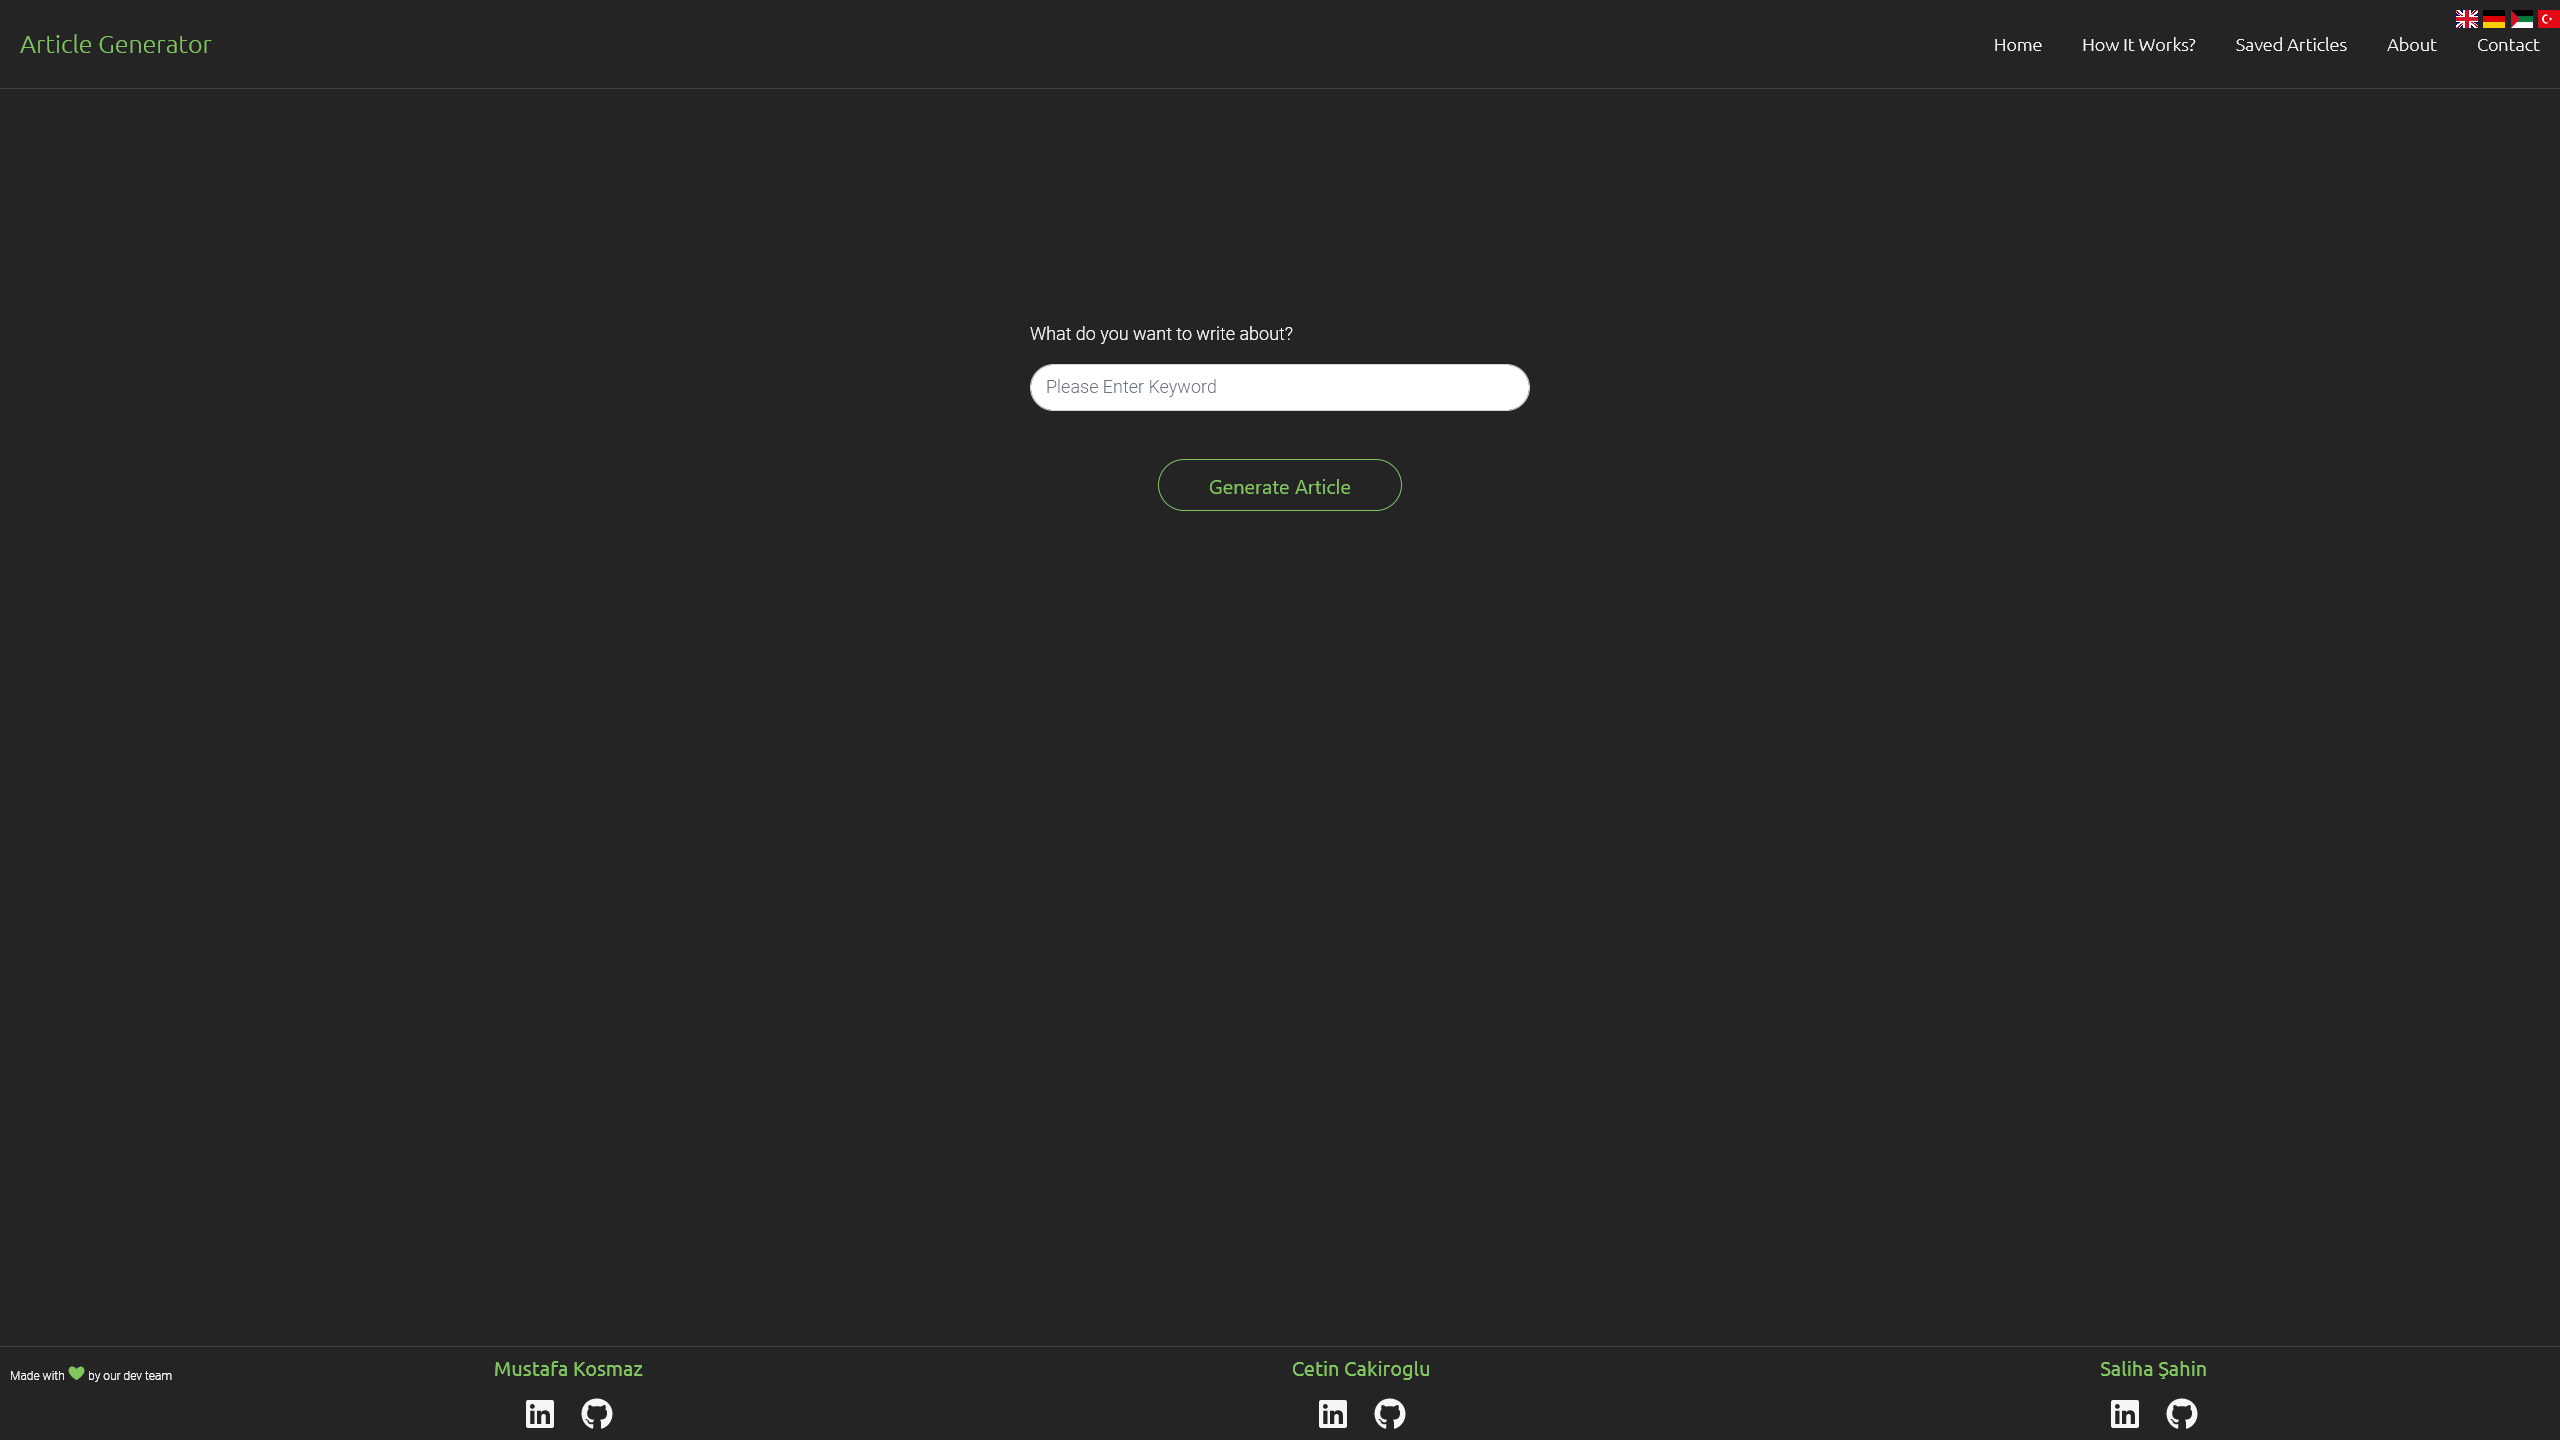 Article Generator
Home
How It Works?
Saved Articles
About
Contact
What do you want to write about?
Please Enter Keyword
Generate Article
Made with 💚 by our dev team
Mustafa Kosmaz
Cetin Cakiroglu
Saliha Şahin